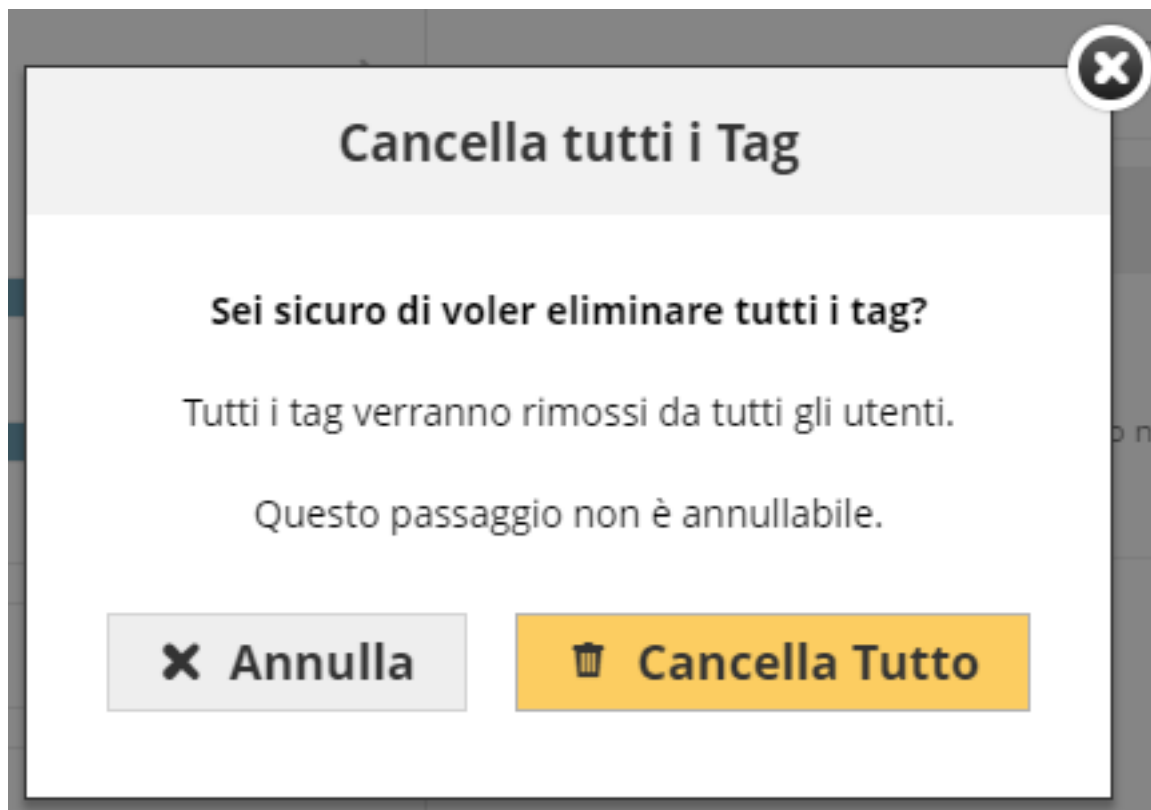 Cancella tutti i Tag
Sei sicuro di voler eliminare tutti i tag?
Tutti i tag verranno rimossi da tutti gli utenti.
Questo passaggio non è annullabile.
Annulla
Cancella Tutto